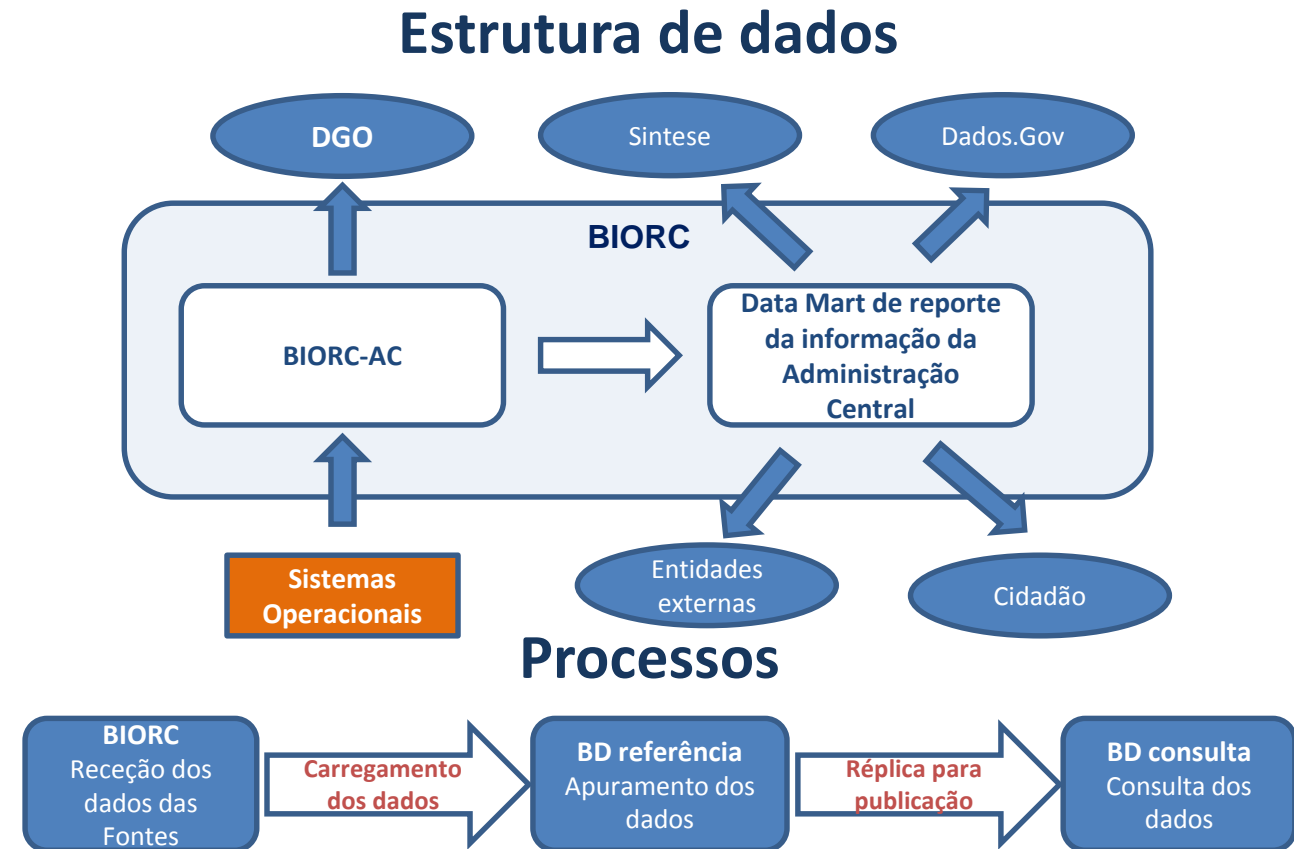 Estrutura de dados
DGO
Sintese
Dados.Gov
BIORC
BIORC-AC
Data Mart de reporte
da informação da
Administração
Central
Sistemas
Operacionais
Entidades
externas
Cidadão
Processos
BIORC
Receção dos
dados das
Fontes
Carregamento
dos dados
BD referência
Apuramento dos
dados
Réplica para
publicação
BD consulta
Consulta dos
dados